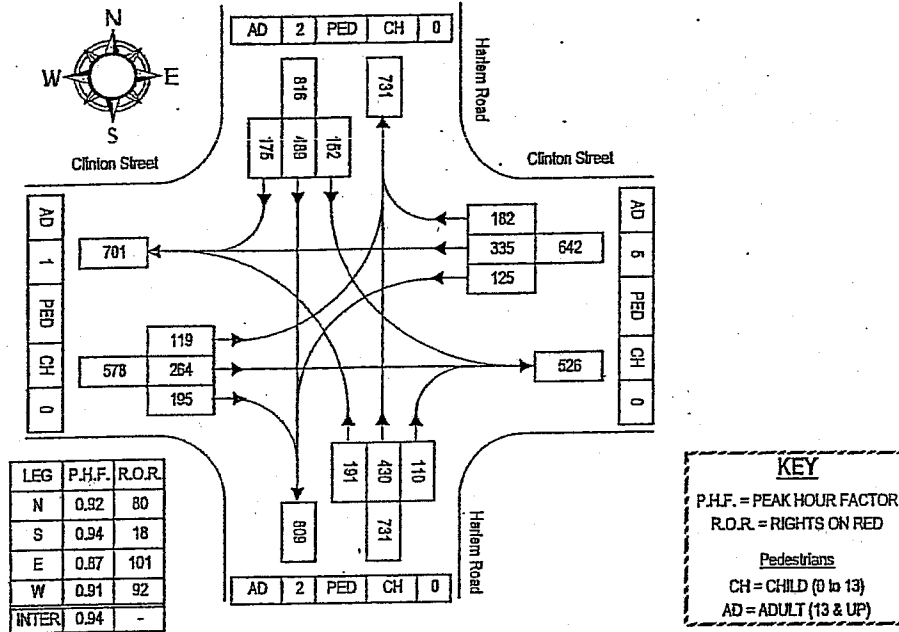 N
W E
S
AD 2 PED CH 0
Harlem Road
816
731
175 489 152
Clinton Street
Clinton Street
AD 1 PED CH 0
701
182
335 642
125
AD 5 PED CH 0
119
578 264
195
526
191 430 110
809
731
Harlem Road
AD 2 PED CH 0
LEG P.H.F. R.O.R.
N 0.92 80
S 0.94 18
E 0.87 101
W 0.91 92
INTER 0.94 -
KEY
P.H.F. = PEAK HOUR FACTOR
R.O.R. = RIGHTS ON RED
Pedestrians
CH = CHILD (0 to 13)
AD = ADULT (13 & UP)